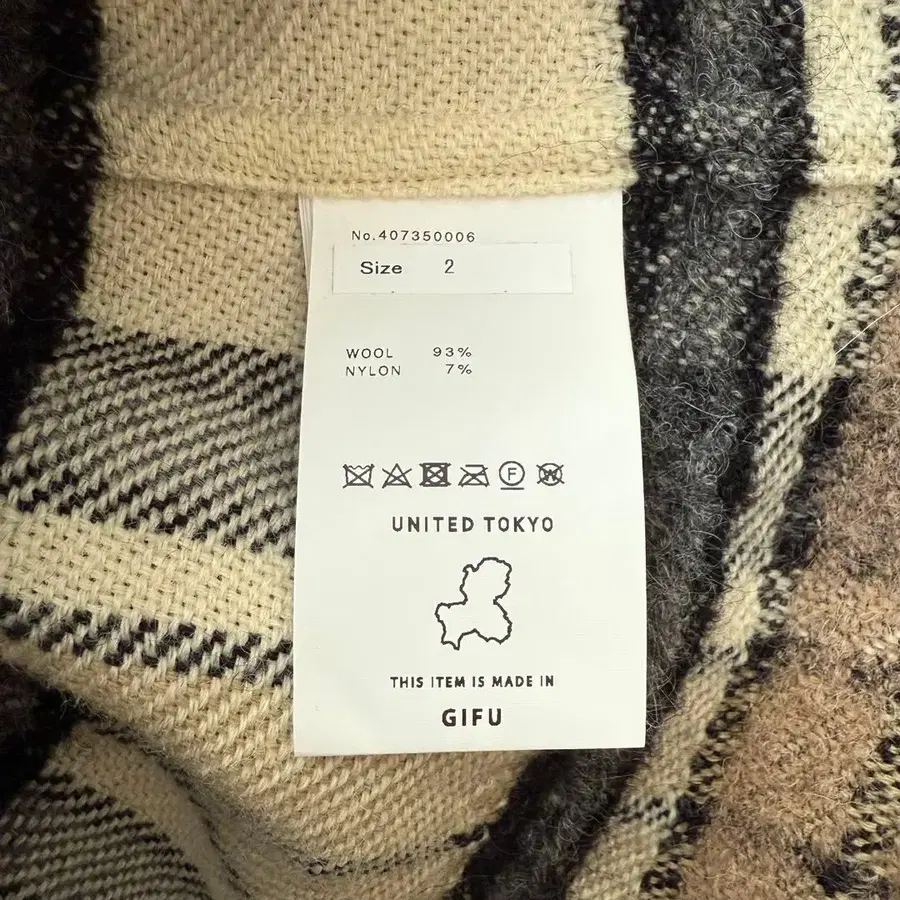 No.407350006
Size 2
WOOL 93%
NYLON 7%
F W
UNITED TOKYO
THIS ITEM IS MADE IN
GIFU